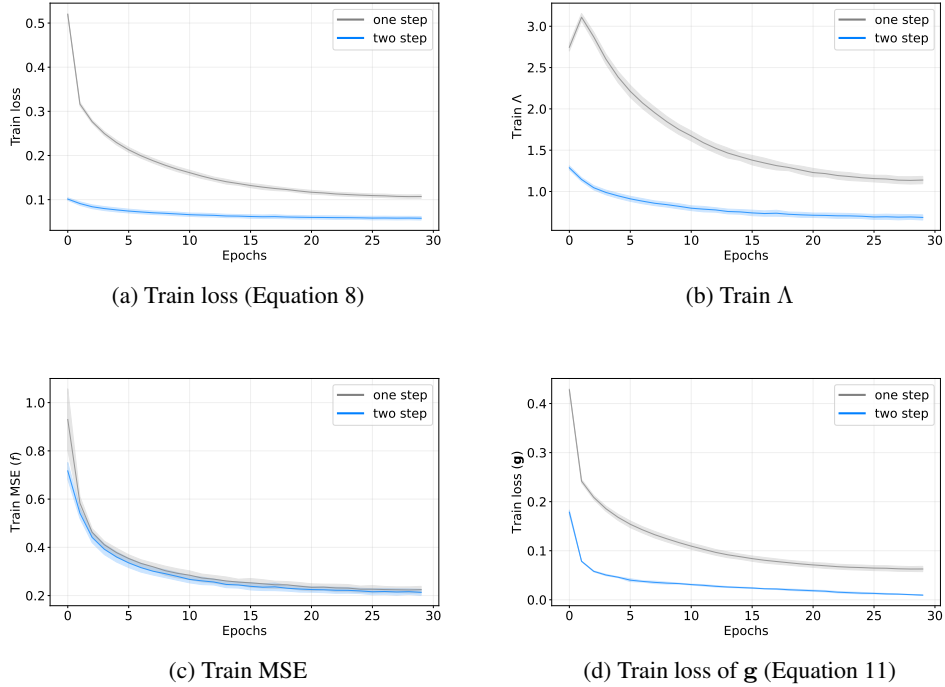 one step
two step
0.5
0.4
0.3
0.2
0.1
Train loss
0 5 10 15 20 25 30
Epochs
(a) Train loss (Equation 8)
one step
two step
3.0
2.5
2.0
1.5
1.0
Train Λ
0 5 10 15 20 25 30
Epochs
(b) Train Λ
one step
two step
1.0
0.8
0.6
0.4
0.2
Train MSE (f)
0 5 10 15 20 25 30
Epochs
(c) Train MSE
one step
two step
0.4
0.3
0.2
0.1
0.0
Train loss (g)
0 5 10 15 20 25 30
Epochs
(d) Train loss of g (Equation 11)